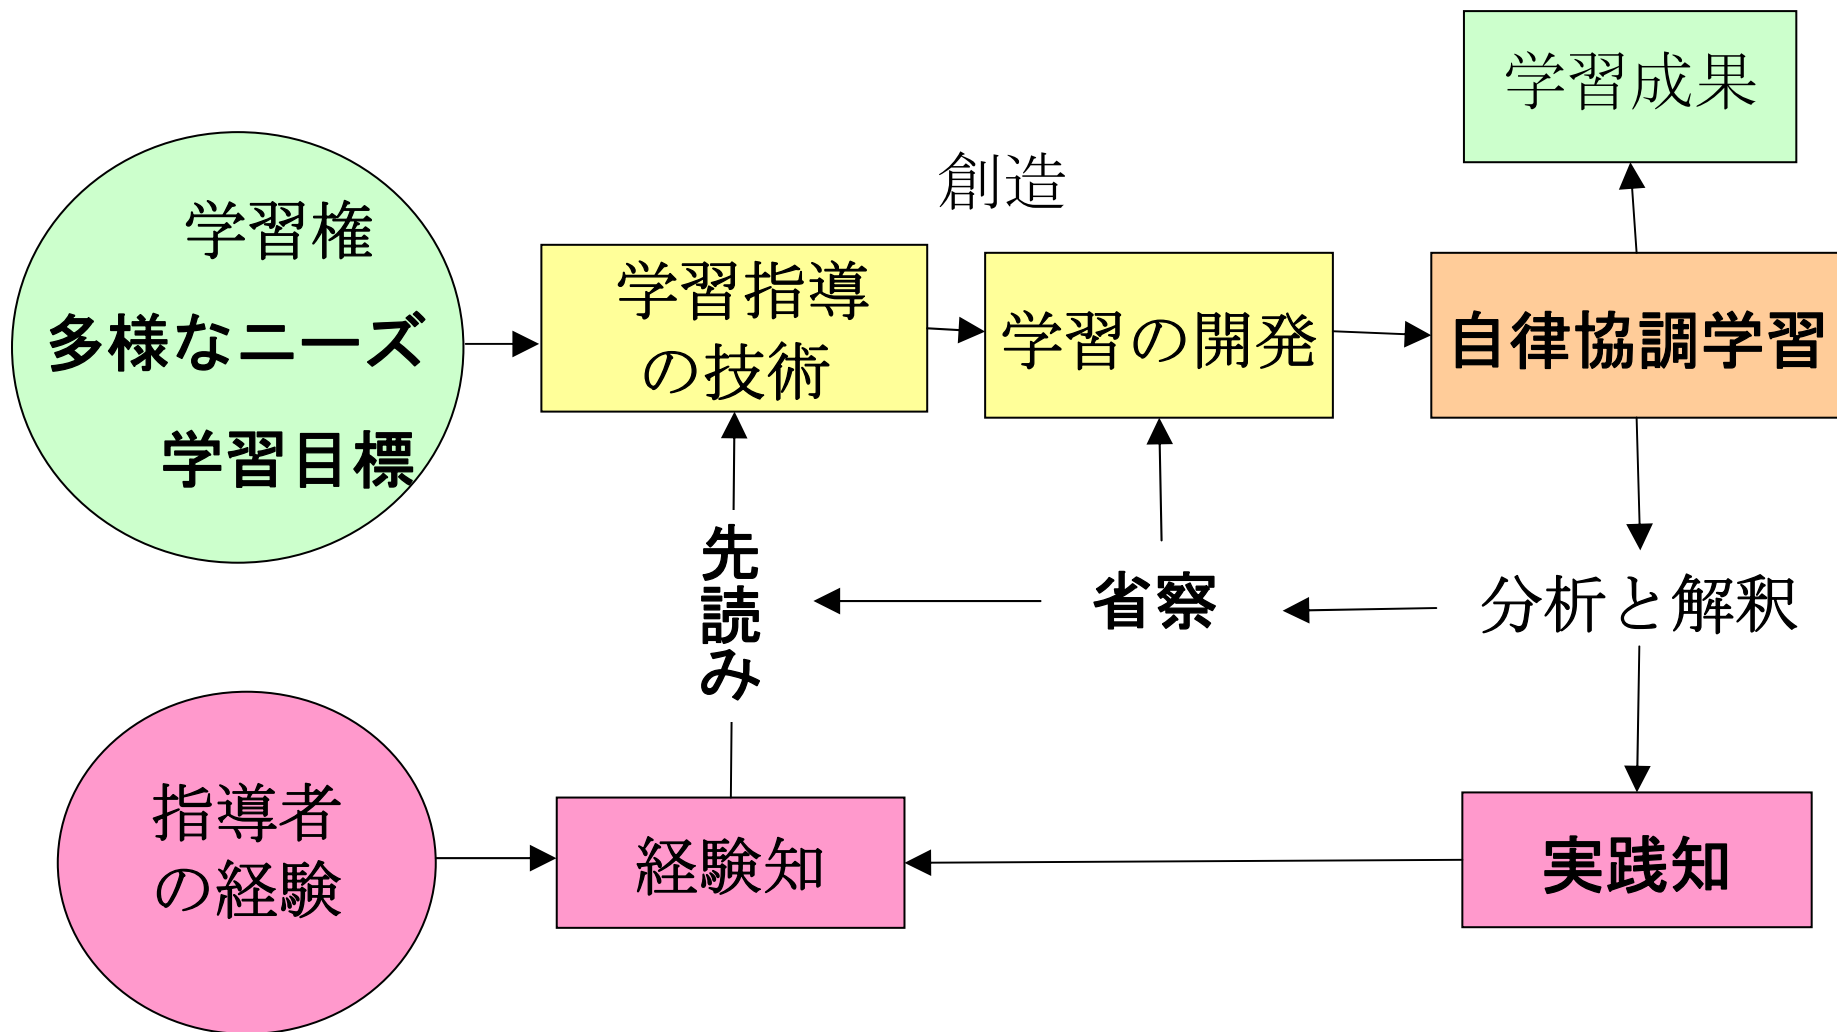 学習成果
創造
学習権
多様なニーズ
学習目標
学習指導
の技術
学習の開発
自律協調学習
先読み
省察
分析と解釈
指導者
の経験
経験知
実践知